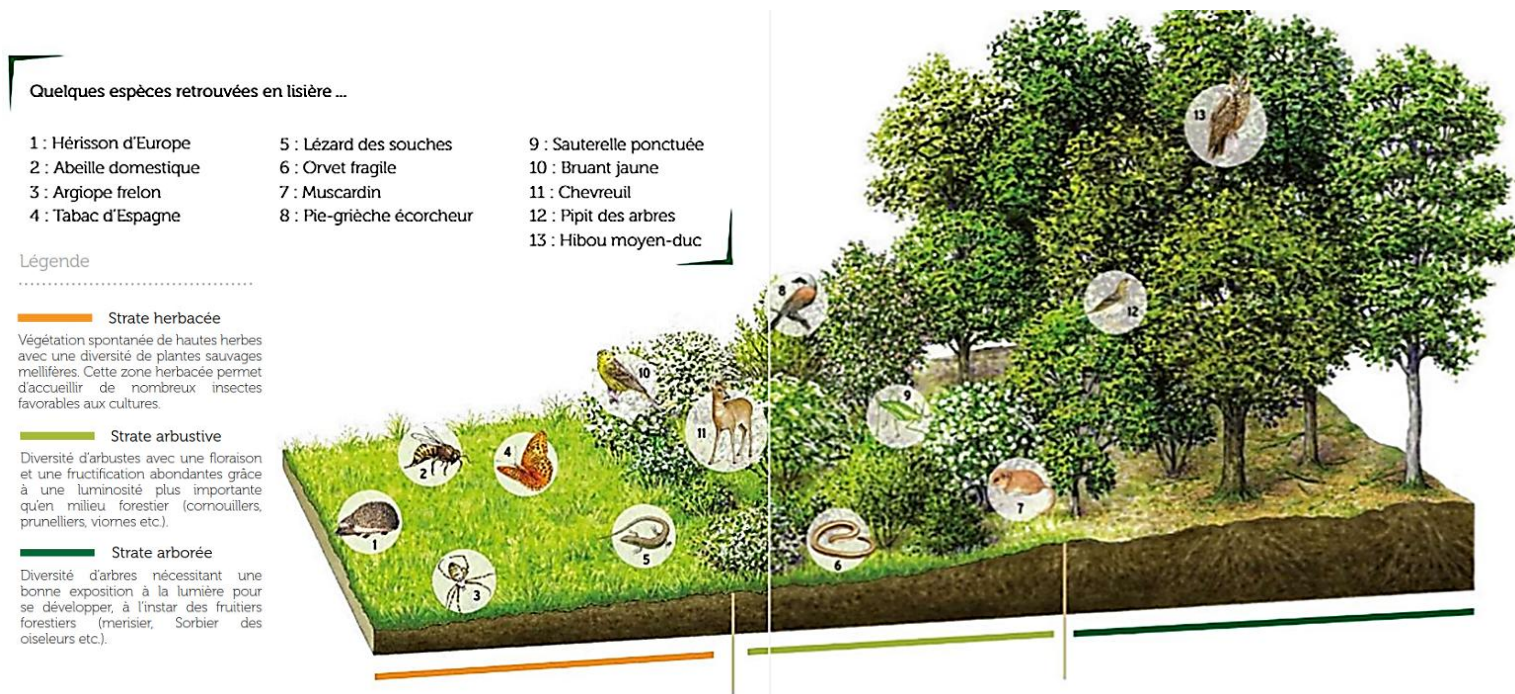 Quelques espèces retrouvées en lisière ...
1 : Hérisson d'Europe
2 : Abeille domestique
3 : Argiope frelon
4 : Tabac d'Espagne
5 : Lézard des souches
6 : Orvet fragile
7 : Muscardin
8 : Pie-grièche écorcheur
9 : Sauterelle ponctuée
10 : Bruant jaune
11 : Chevreuil
12 : Pipit des arbres
13 : Hibou moyen-duc
Légende
Strate herbacée
Végétation spontanée de hautes herbes
avec une diversité de plantes sauvages
mellifères. Cette zone herbacée permet
d'accueillir de nombreux insectes
favorables aux cultures.
Strate arbustive
Diversité d'arbustes avec une floraison
et une fructification abondantes grâce
à une luminosité plus importante
qu'en milieu forestier (cornouillers,
prunelliers, viornes etc.).
Strate arborée
Diversité d'arbres nécessitant une
bonne exposition à la lumière pour
se développer, à l'instar des fruitiers
forestiers (merisier, Sorbier des
oiseleurs etc.).
13
8
12
10
9
11
4
2
7
1
5
6
3